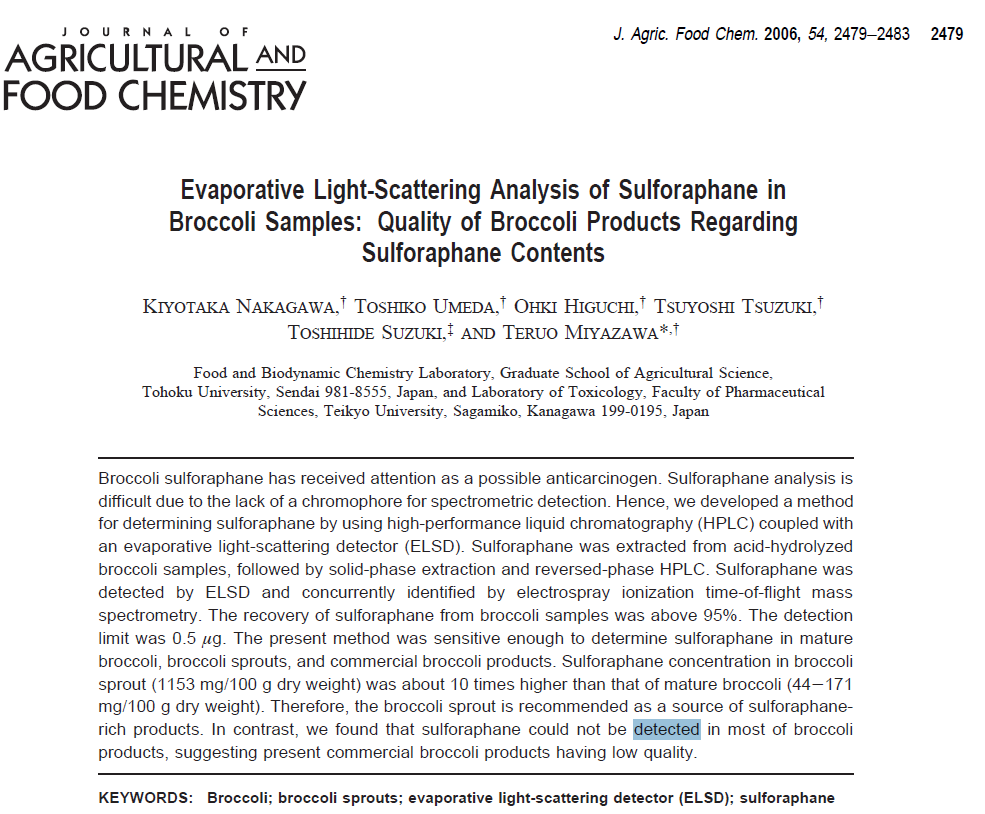 JOURNAL OF
AGRICULTURAL AND
FOOD CHEMISTRY
J. Agric. Food Chem. 2006, 54, 2479−2483 2479
Evaporative Light-Scattering Analysis of Sulforaphane in
Broccoli Samples: Quality of Broccoli Products Regarding
Sulforaphane Contents
KIYOTAKA NAKAGAWA,† TOSHIKO UMEDA,† OHKI HIGUCHI,† TSUYOSHI TSUZUKI,†
TOSHIHIDE SUZUKI,‡ AND TERUO MIYAZAWA*,†
Food and Biodynamic Chemistry Laboratory, Graduate School of Agricultural Science,
Tohoku University, Sendai 981-8555, Japan, and Laboratory of Toxicology, Faculty of Pharmaceutical
Sciences, Teikyo University, Sagamiko, Kanagawa 199-0195, Japan
Broccoli sulforaphane has received attention as a possible anticarcinogen. Sulforaphane analysis is
difficult due to the lack of a chromophore for spectrometric detection. Hence, we developed a method
for determining sulforaphane by using high-performance liquid chromatography (HPLC) coupled with
an evaporative light-scattering detector (ELSD). Sulforaphane was extracted from acid-hydrolyzed
broccoli samples, followed by solid-phase extraction and reversed-phase HPLC. Sulforaphane was
detected by ELSD and concurrently identified by electrospray ionization time-of-flight mass
spectrometry. The recovery of sulforaphane from broccoli samples was above 95%. The detection
limit was 0.5 μg. The present method was sensitive enough to determine sulforaphane in mature
broccoli, broccoli sprouts, and commercial broccoli products. Sulforaphane concentration in broccoli
sprout (1153 mg/100 g dry weight) was about 10 times higher than that of mature broccoli (44−171
mg/100 g dry weight). Therefore, the broccoli sprout is recommended as a source of sulforaphane-
rich products. In contrast, we found that sulforaphane could not be detected in most of broccoli
products, suggesting present commercial broccoli products having low quality.
KEYWORDS: Broccoli; broccoli sprouts; evaporative light-scattering detector (ELSD); sulforaphane